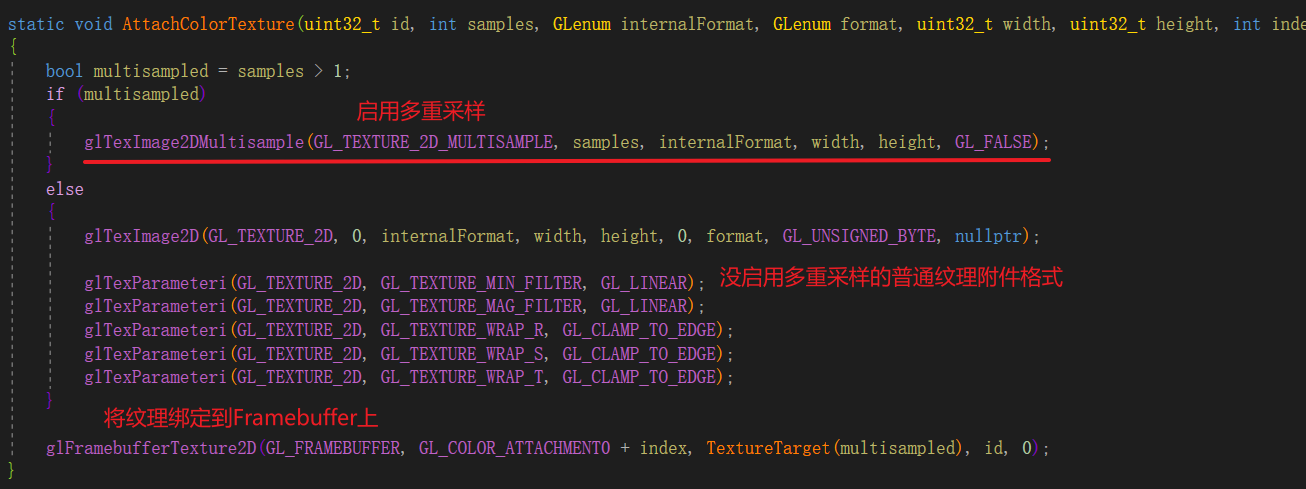 static void AttachColorTexture(uint32_t id, int samples, GLenum internalFormat, GLenum format, uint32_t width, uint32_t height, int inde
{
bool multisampled = samples > 1;
if (multisampled)
启用多重采样
{
glTexImage2DMultisample(GL_TEXTURE_2D_MULTISAMPLE, samples, internalFormat, width, height, GL_FALSE);
}
else
{
glTexImage2D(GL_TEXTURE_2D, 0, internalFormat, width, height, 0, format, GL_UNSIGNED_BYTE, nullptr);
glTexParameteri(GL_TEXTURE_2D, GL_TEXTURE_MIN_FILTER, GL_LINEAR); 没启用多重采样的普通纹理附件格式
glTexParameteri(GL_TEXTURE_2D, GL_TEXTURE_MAG_FILTER, GL_LINEAR);
glTexParameteri(GL_TEXTURE_2D, GL_TEXTURE_WRAP_R, GL_CLAMP_TO_EDGE);
glTexParameteri(GL_TEXTURE_2D, GL_TEXTURE_WRAP_S, GL_CLAMP_TO_EDGE);
glTexParameteri(GL_TEXTURE_2D, GL_TEXTURE_WRAP_T, GL_CLAMP_TO_EDGE);
}
将纹理绑定到Framebuffer上
glFramebufferTexture2D(GL_FRAMEBUFFER, GL_COLOR_ATTACHMENT0 + index, TextureTarget(multisampled), id, 0);
}